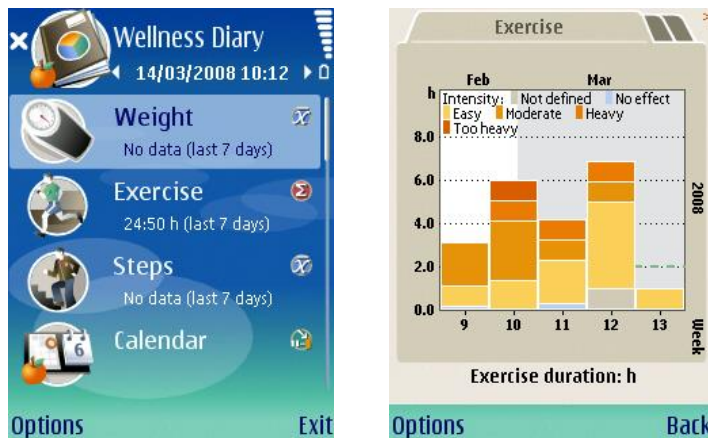 Wellness Diary
14/03/2008 10:12
Weight
No data (last 7 days)
Exercise
24:50 h (last 7 days)
Steps
No data (last 7 days)
6
Calendar
Options Exit
Exercise
Feb Mar
h
Intensity: Not defined No effect
Easy Moderate Heavy
Too heavy
8.0
6.0
4.0
2.0
0.0
2008
9 10 11 12 13
Week
Exercise duration: h
Options Back